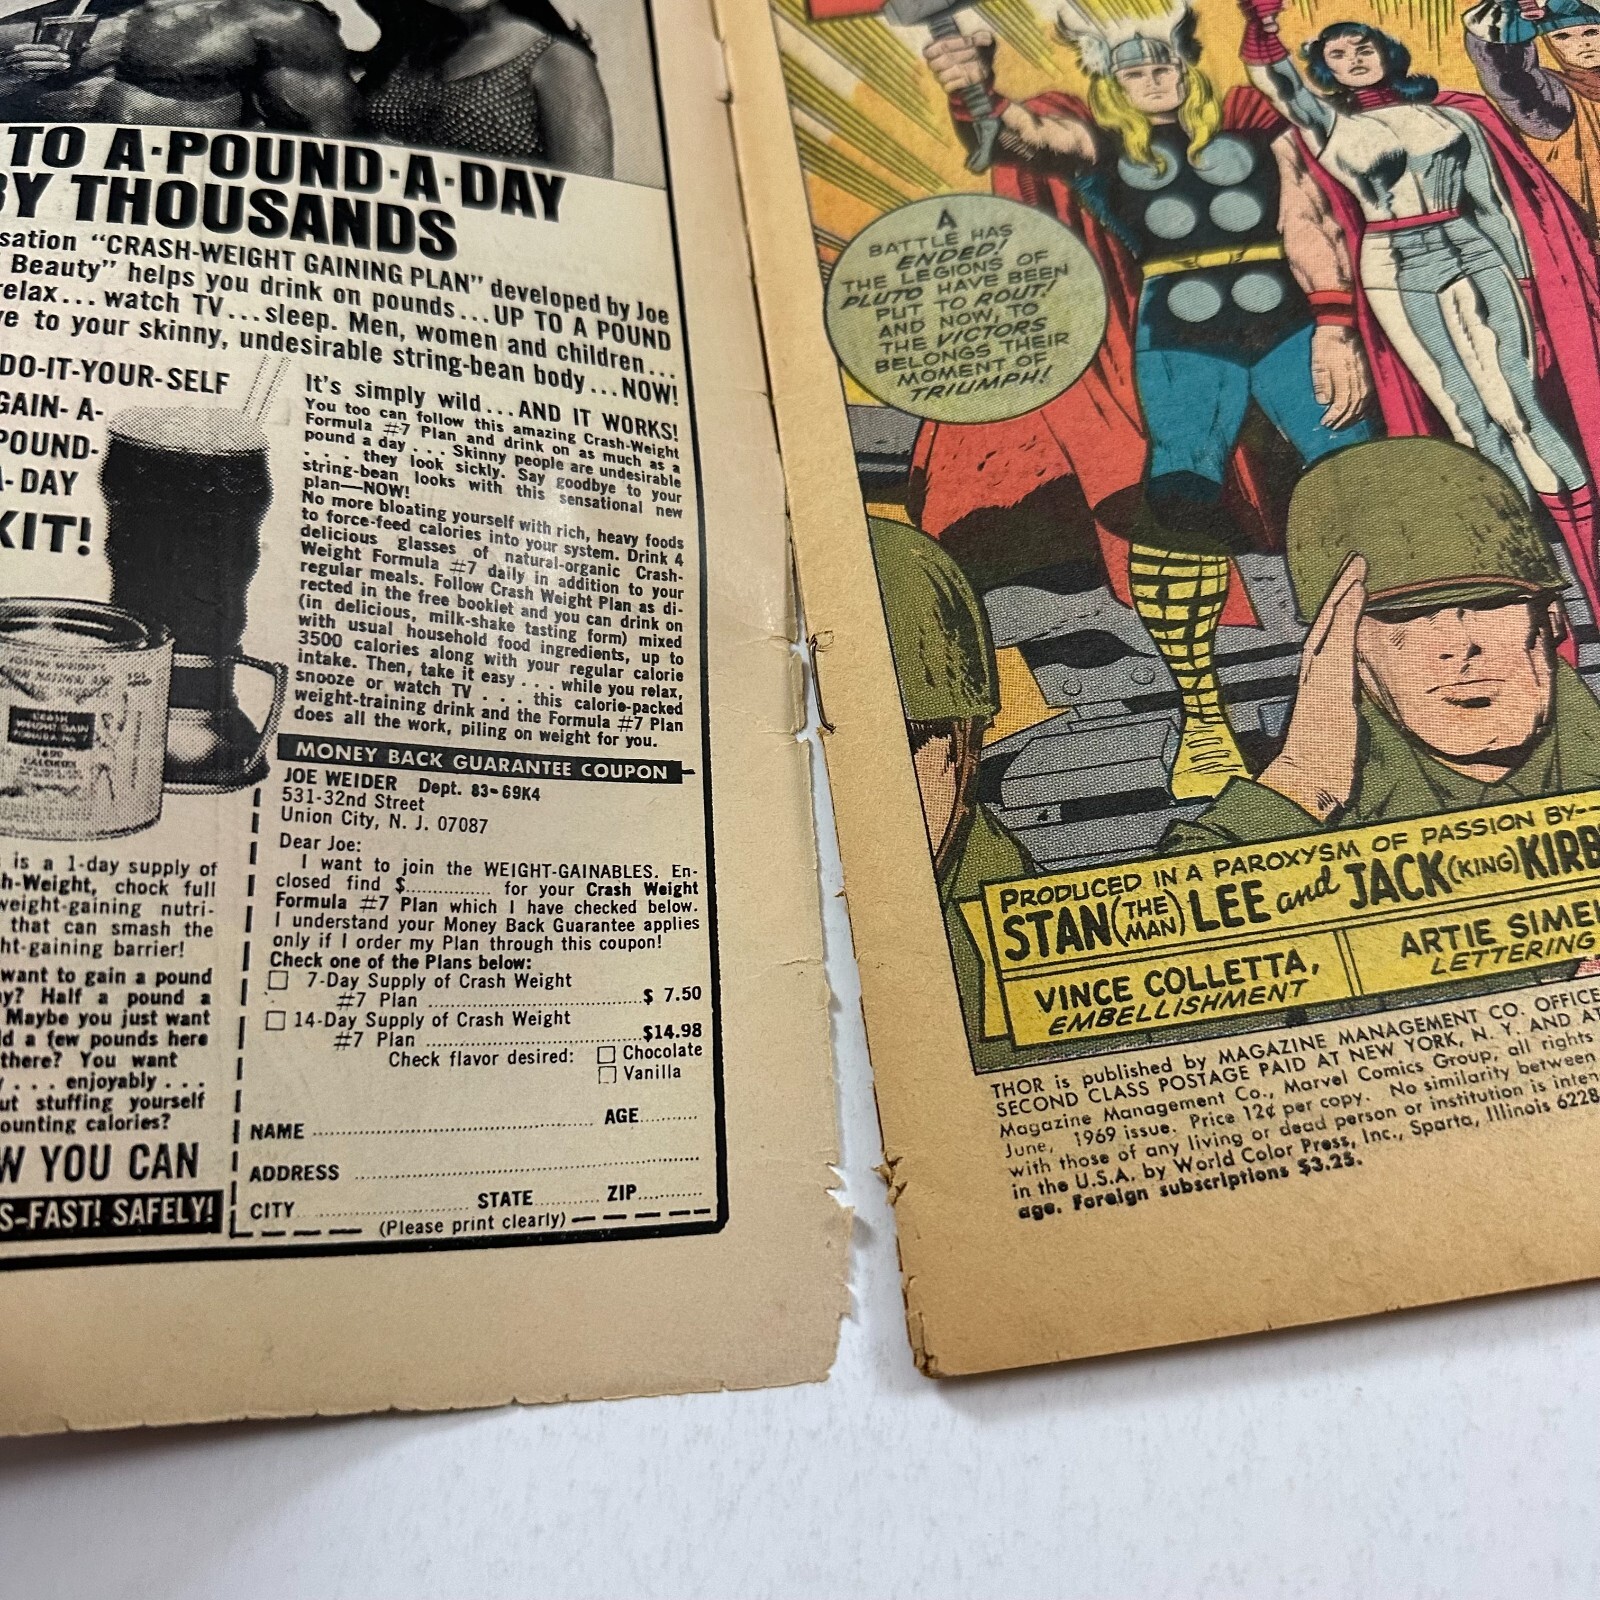 TO A-POUND-A-DAY
BY THOUSANDS
sation "CRASH-WEIGHT GAINING PLAN" developed by Joe
Beauty" helps you drink on pounds...UP TO A POUND
relax... watch TV...sleep. Men, women and children...
ve to your skinny, undesirable string-bean body...NOW!
DO-IT-YOUR-SELF
GAIN-A-
POUND-
A-DAY
KIT!
It's simply wild...AND IT WORKS!
You too can follow this amazing Crash-Weight
Formula #7 Plan and drink on as much as a
pound a day . . . Skinny people are undesirable
. . . they look sickly. Say goodbye to your
string-bean looks with this sensational new
plan—NOW!
No more bloating yourself with rich, heavy foods
to force-feed calories into your system. Drink 4
delicious glasses of natural-organic Crash-
Weight Formula #7 daily in addition to your
regular meals. Follow Crash Weight Plan as di-
rected in the free booklet and you can drink on
(in delicious, milk-shake tasting form) mixed
with usual household food ingredients, up to
3500 calories along with your regular calorie
intake. Then, take it easy . . . while you relax,
snooze or watch TV . . . this calorie-packed
weight-training drink and the Formula #7 Plan
does all the work, piling on weight for you.
CRASH
WEIGHT GAIN
FORMULA NO. 7
MONEY BACK GUARANTEE COUPON
JOE WEIDER Dept. 83-69K4
531-32nd Street
Union City, N. J. 07087
Dear Joe:
I want to join the WEIGHT-GAINABLES. En-
closed find $............... for your Crash Weight
Formula #7 Plan which I have checked below.
I understand your Money Back Guarantee applies
only if I order my Plan through this coupon!
Check one of the Plans below:
7-Day Supply of Crash Weight
#7 Plan ..............................$ 7.50
14-Day Supply of Crash Weight
#7 Plan ..............................$14.98
Check flavor desired: Chocolate
Vanilla
NAME ........................................ AGE..........
ADDRESS ..................................................
CITY.......................... STATE.......... ZIP..........
(Please print clearly)
is a 1-day supply of
h-Weight, chock full
weight-gaining nutri-
that can smash the
ht-gaining barrier!
want to gain a pound
y? Half a pound a
Maybe you just want
d a few pounds here
there? You want
. . . enjoyably . . .
ut stuffing yourself
ounting calories?
W YOU CAN
S-FAST! SAFELY!
A
BATTLE HAS
ENDED!
THE LEGIONS OF
PLUTO HAVE BEEN
PUT TO ROUT!
AND NOW, TO
THE VICTORS
BELONGS THEIR
MOMENT OF
TRIUMPH!
PRODUCED IN A PAROXYSM OF PASSION BY--
STAN (THE MAN) LEE and JACK (KING) KIRB
VINCE COLLETTA,
EMBELLISHMENT
ARTIE SIMEK
LETTERING
THOR is published by MAGAZINE MANAGEMENT CO. OFFICE
SECOND CLASS POSTAGE PAID AT NEW YORK, N. Y. AND AT
Magazine Management Co., Marvel Comics Group, all rights
June, 1969 issue. Price 12¢ per copy. No similarity between
with those of any living or dead person or institution is inten
in the U.S.A. by World Color Press, Inc., Sparta, Illinois 6228
age. Foreign subscriptions $3.25.